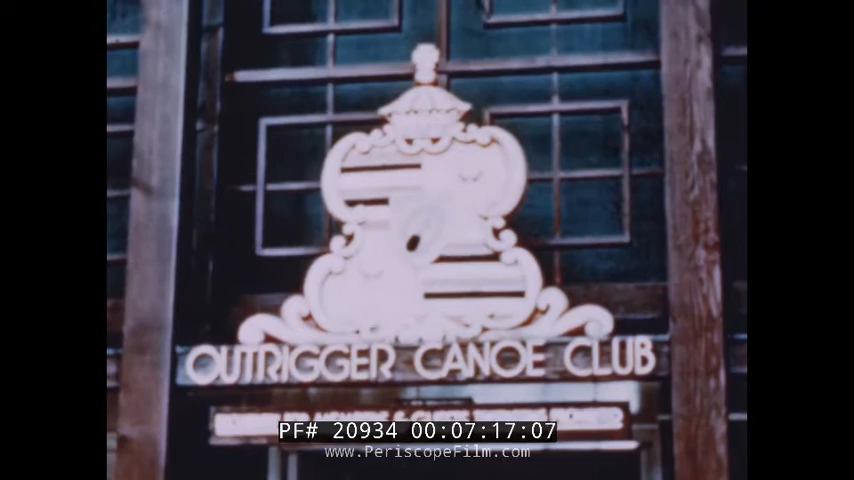 OUTRIGGER CANOE CLUB
PF# 20934 00:07:17:07
www.PeriscopeFilm.com